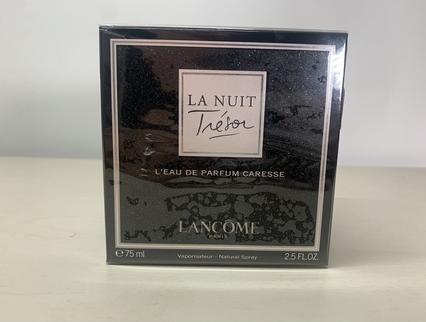 LA NUIT
Trésor
L'EAU DE PARFUM CARESSE
LANCÔME
PARIS
℮ 75 ml 2.5 FL.OZ.
Vaporisateur - Natural Spray